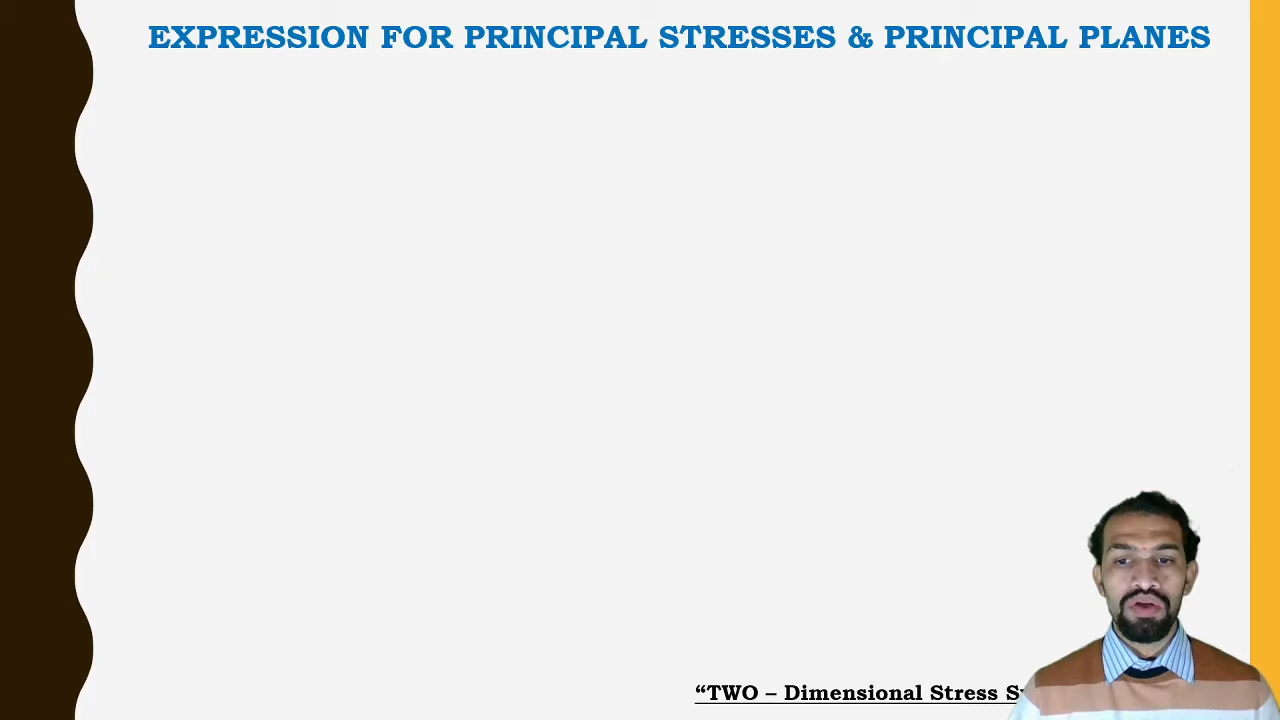 EXPRESSION FOR PRINCIPAL STRESSES & PRINCIPAL PLANES
“TWO – Dimensional Stress